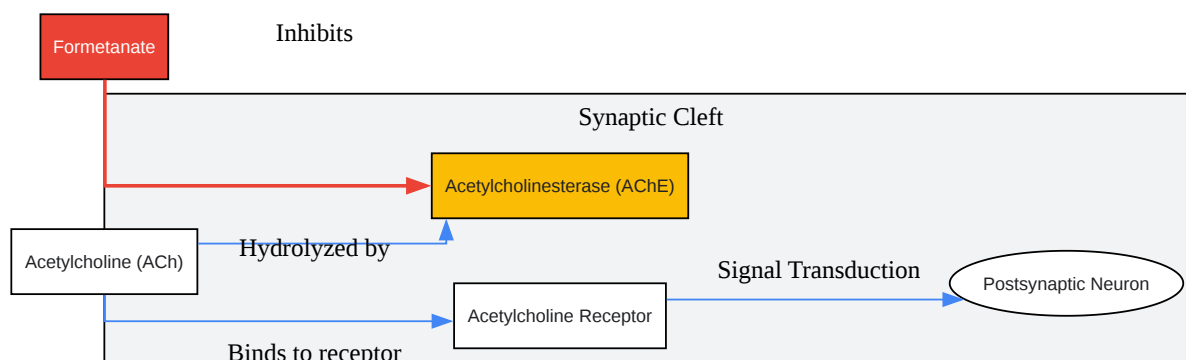 Formetanate
Inhibits
Synaptic Cleft
Acetylcholinesterase (AChE)
Hydrolyzed by
Acetylcholine (ACh)
Signal Transduction
Postsynaptic Neuron
Acetylcholine Receptor
Binds to receptor